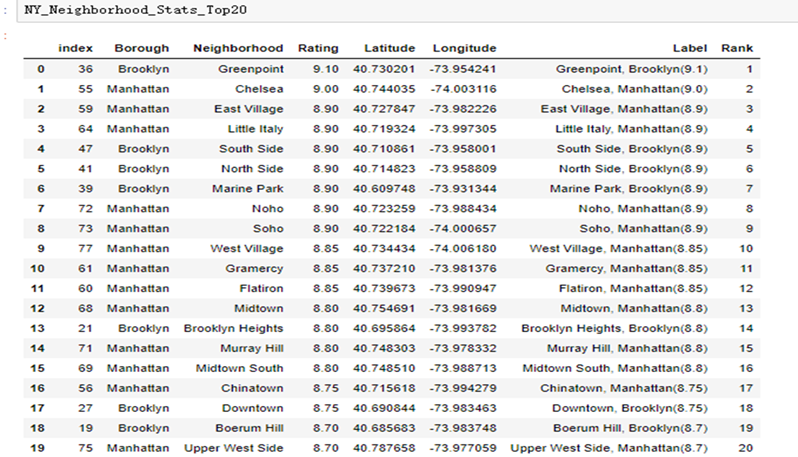 : NY_Neighborhood_Stats_Top20
:
index Borough Neighborhood Rating Latitude Longitude Label Rank
0 36 Brooklyn Greenpoint 9.10 40.730201 -73.954241 Greenpoint, Brooklyn(9.1) 1
1 55 Manhattan Chelsea 9.00 40.744035 -74.003116 Chelsea, Manhattan(9.0) 2
2 59 Manhattan East Village 8.90 40.727847 -73.982226 East Village, Manhattan(8.9) 3
3 64 Manhattan Little Italy 8.90 40.719324 -73.997305 Little Italy, Manhattan(8.9) 4
4 47 Brooklyn South Side 8.90 40.710861 -73.958001 South Side, Brooklyn(8.9) 5
5 41 Brooklyn North Side 8.90 40.714823 -73.958809 North Side, Brooklyn(8.9) 6
6 39 Brooklyn Marine Park 8.90 40.609748 -73.931344 Marine Park, Brooklyn(8.9) 7
7 72 Manhattan Noho 8.90 40.723259 -73.988434 Noho, Manhattan(8.9) 8
8 73 Manhattan Soho 8.90 40.722184 -74.000657 Soho, Manhattan(8.9) 9
9 77 Manhattan West Village 8.85 40.734434 -74.006180 West Village, Manhattan(8.85) 10
10 61 Manhattan Gramercy 8.85 40.737210 -73.981376 Gramercy, Manhattan(8.85) 11
11 60 Manhattan Flatiron 8.85 40.739673 -73.990947 Flatiron, Manhattan(8.85) 12
12 68 Manhattan Midtown 8.80 40.754691 -73.981669 Midtown, Manhattan(8.8) 13
13 21 Brooklyn Brooklyn Heights 8.80 40.695864 -73.993782 Brooklyn Heights, Brooklyn(8.8) 14
14 71 Manhattan Murray Hill 8.80 40.748303 -73.978332 Murray Hill, Manhattan(8.8) 15
15 69 Manhattan Midtown South 8.80 40.748510 -73.988713 Midtown South, Manhattan(8.8) 16
16 56 Manhattan Chinatown 8.75 40.715618 -73.994279 Chinatown, Manhattan(8.75) 17
17 27 Brooklyn Downtown 8.75 40.690844 -73.983463 Downtown, Brooklyn(8.75) 18
18 19 Brooklyn Boerum Hill 8.70 40.685683 -73.983748 Boerum Hill, Brooklyn(8.7) 19
19 75 Manhattan Upper West Side 8.70 40.787658 -73.977059 Upper West Side, Manhattan(8.7) 20